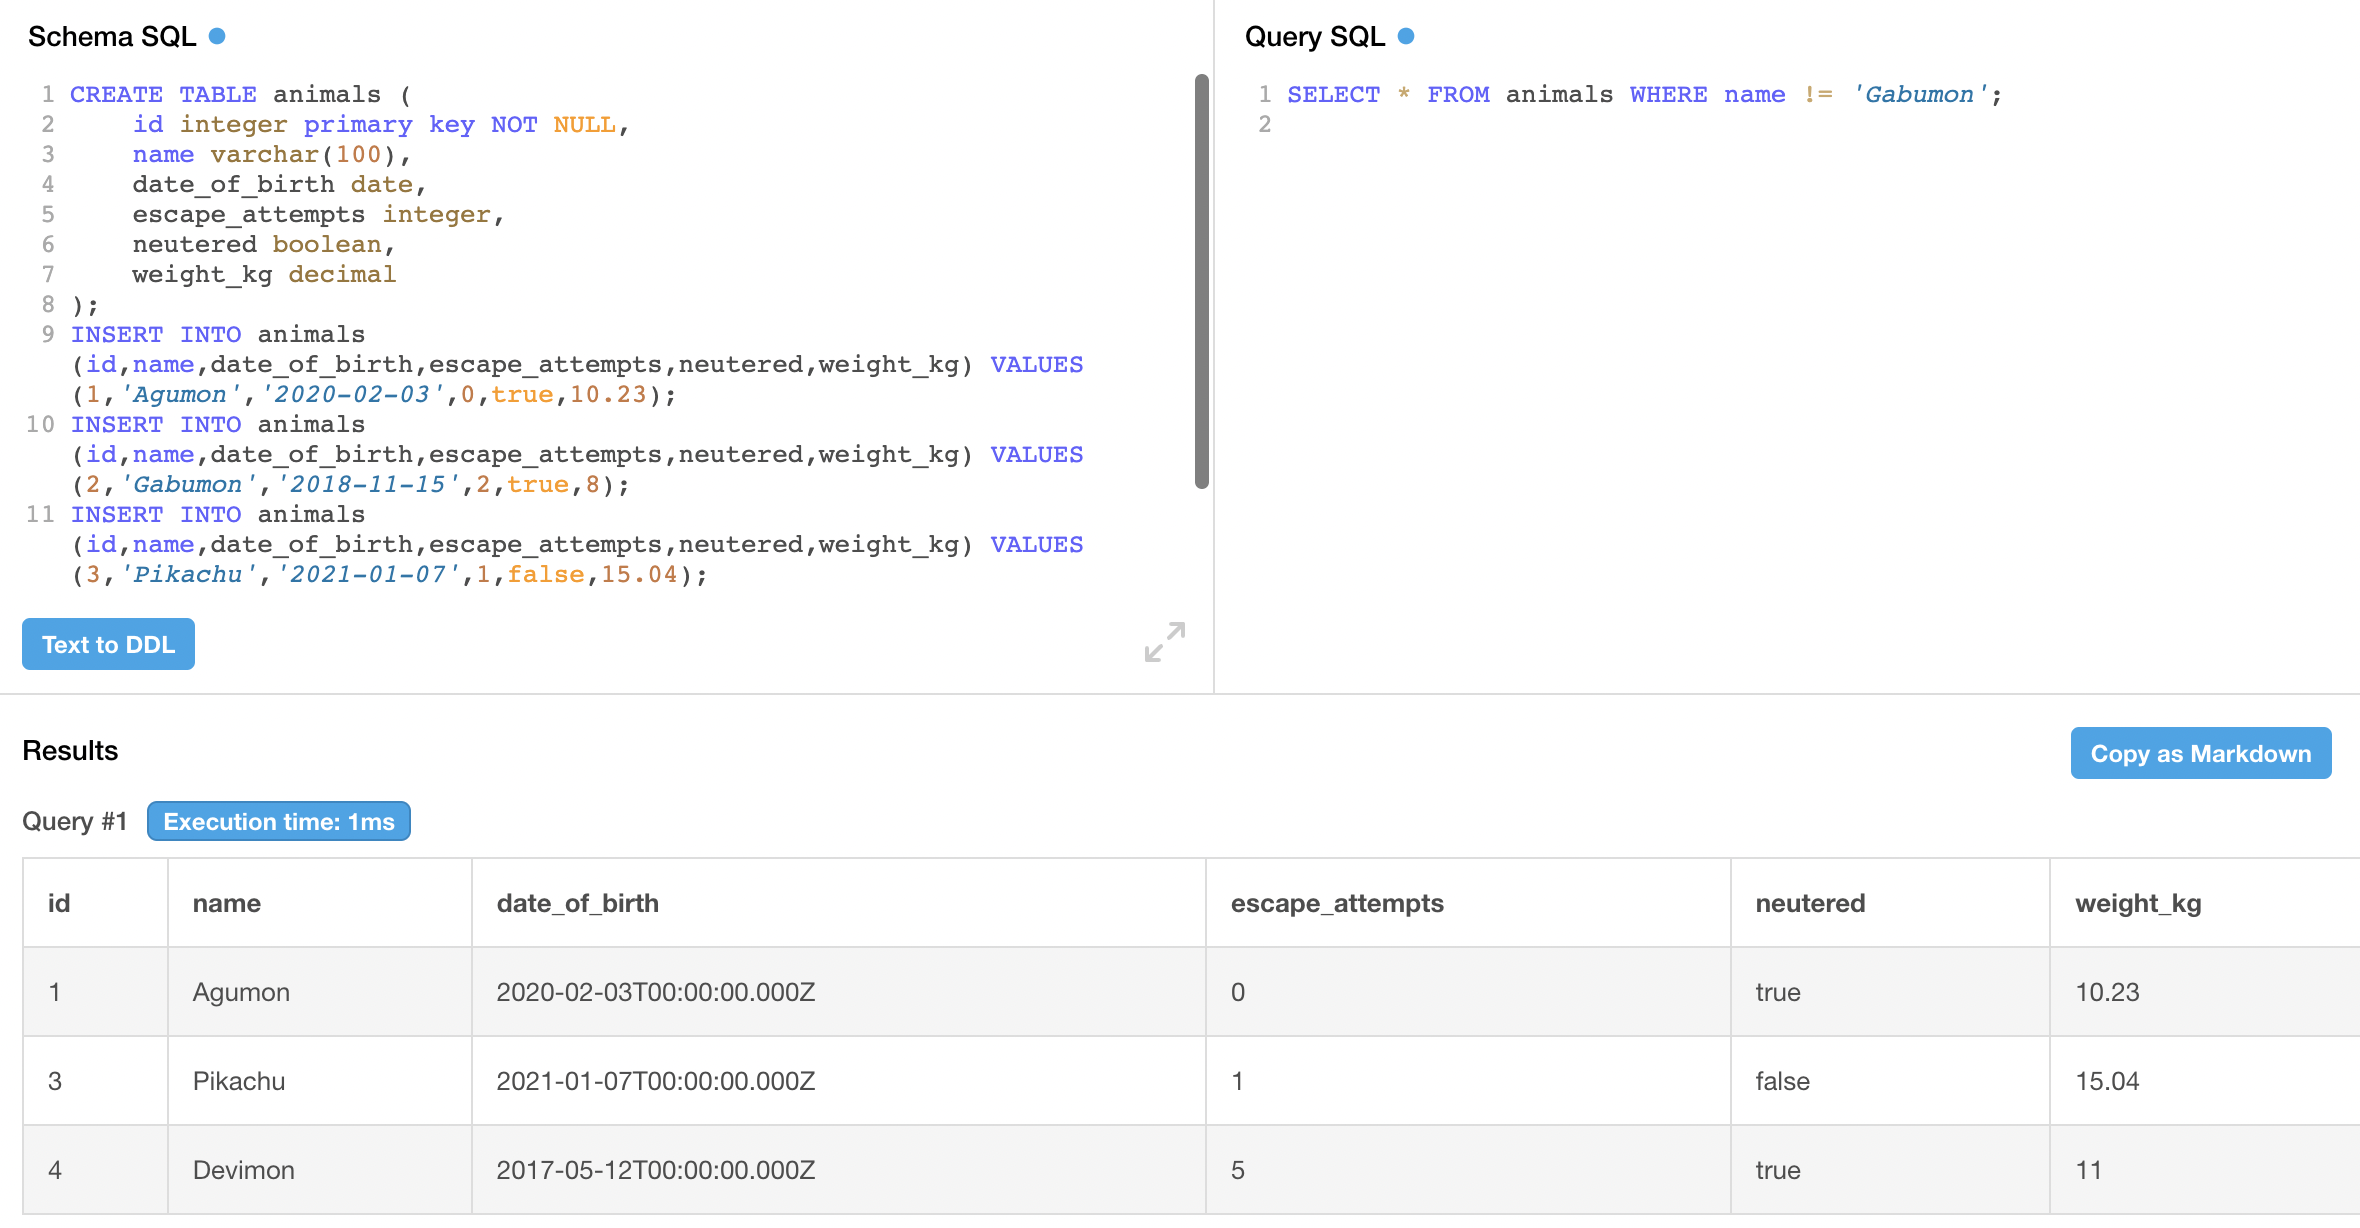 Schema SQL
1 CREATE TABLE animals (
2     id integer primary key NOT NULL,
3     name varchar(100),
4     date_of_birth date,
5     escape_attempts integer,
6     neutered boolean,
7     weight_kg decimal
8 );
9 INSERT INTO animals
(id,name,date_of_birth,escape_attempts,neutered,weight_kg) VALUES
(1,'Agumon','2020-02-03',0,true,10.23);
10 INSERT INTO animals
(id,name,date_of_birth,escape_attempts,neutered,weight_kg) VALUES
(2,'Gabumon','2018-11-15',2,true,8);
11 INSERT INTO animals
(id,name,date_of_birth,escape_attempts,neutered,weight_kg) VALUES
(3,'Pikachu','2021-01-07',1,false,15.04);
Text to DDL
Query SQL
1 SELECT * FROM animals WHERE name != 'Gabumon';
2
Results
Copy as Markdown
Query #1 Execution time: 1ms
id name date_of_birth escape_attempts neutered weight_kg
1 Agumon 2020-02-03T00:00:00.000Z 0 true 10.23
3 Pikachu 2021-01-07T00:00:00.000Z 1 false 15.04
4 Devimon 2017-05-12T00:00:00.000Z 5 true 11